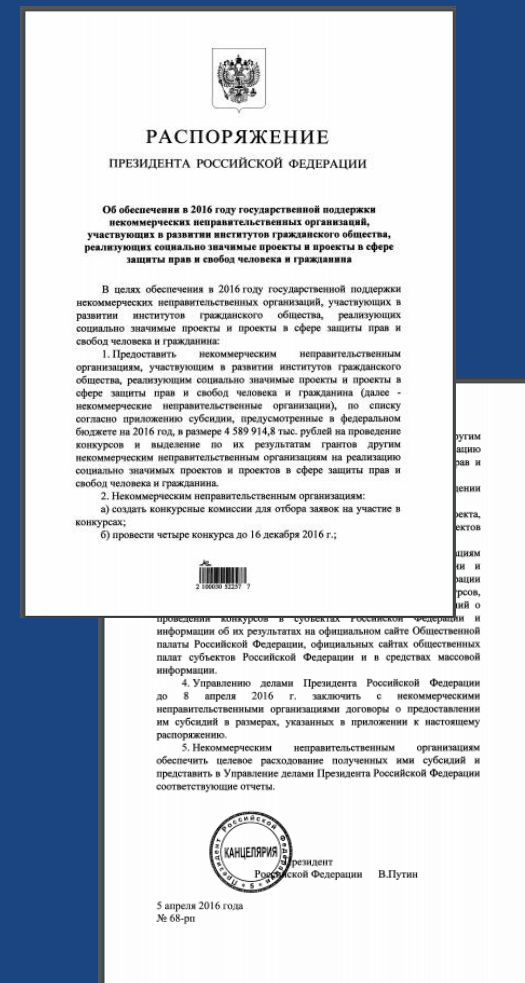 РАСПОРЯЖЕНИЕ
ПРЕЗИДЕНТА РОССИЙСКОЙ ФЕДЕРАЦИИ
Об обеспечении в 2016 году государственной поддержки
некоммерческих неправительственных организаций,
участвующих в развитии институтов гражданского общества,
реализующих социально значимые проекты и проекты в сфере
защиты прав и свобод человека и гражданина
В целях обеспечения в 2016 году государственной поддержки
некоммерческих неправительственных организаций, участвующих в
развитии институтов гражданского общества, реализующих
социально значимые проекты и проекты в сфере защиты прав и
свобод человека и гражданина:
1. Предоставить некоммерческим неправительственным
организациям, участвующим в развитии институтов гражданского
общества, реализующим социально значимые проекты и проекты в
сфере защиты прав и свобод человека и гражданина (далее -
некоммерческие неправительственные организации), по списку
согласно приложению субсидии, предусмотренные в федеральном
бюджете на 2016 год, в размере 4 589 914,8 тыс. рублей на проведение
конкурсов и выделение по их результатам грантов другим
некоммерческим неправительственным организациям на реализацию
социально значимых проектов и проектов в сфере защиты прав и
свобод человека и гражданина.
2. Некоммерческим неправительственным организациям:
а) создать конкурсные комиссии для отбора заявок на участие в
конкурсах;
б) провести четыре конкурса до 16 декабря 2016 г.;
2 100030 52257 7
проведении конкурсов в субъектах Российской Федерации и
информации об их результатах на официальном сайте Общественной
палаты Российской Федерации, официальных сайтах общественных
палат субъектов Российской Федерации и в средствах массовой
информации.
4. Управлению делами Президента Российской Федерации
до 8 апреля 2016 г. заключить с некоммерческими
неправительственными организациями договоры о предоставлении
им субсидий в размерах, указанных в приложении к настоящему
распоряжению.
5. Некоммерческим неправительственным организациям
обеспечить целевое расходование полученных ими субсидий и
представить в Управление делами Президента Российской Федерации
соответствующие отчеты.
КАНЦЕЛЯРИЯ
Президент
Российской Федерации В.Путин
5 апреля 2016 года
№ 68-рп